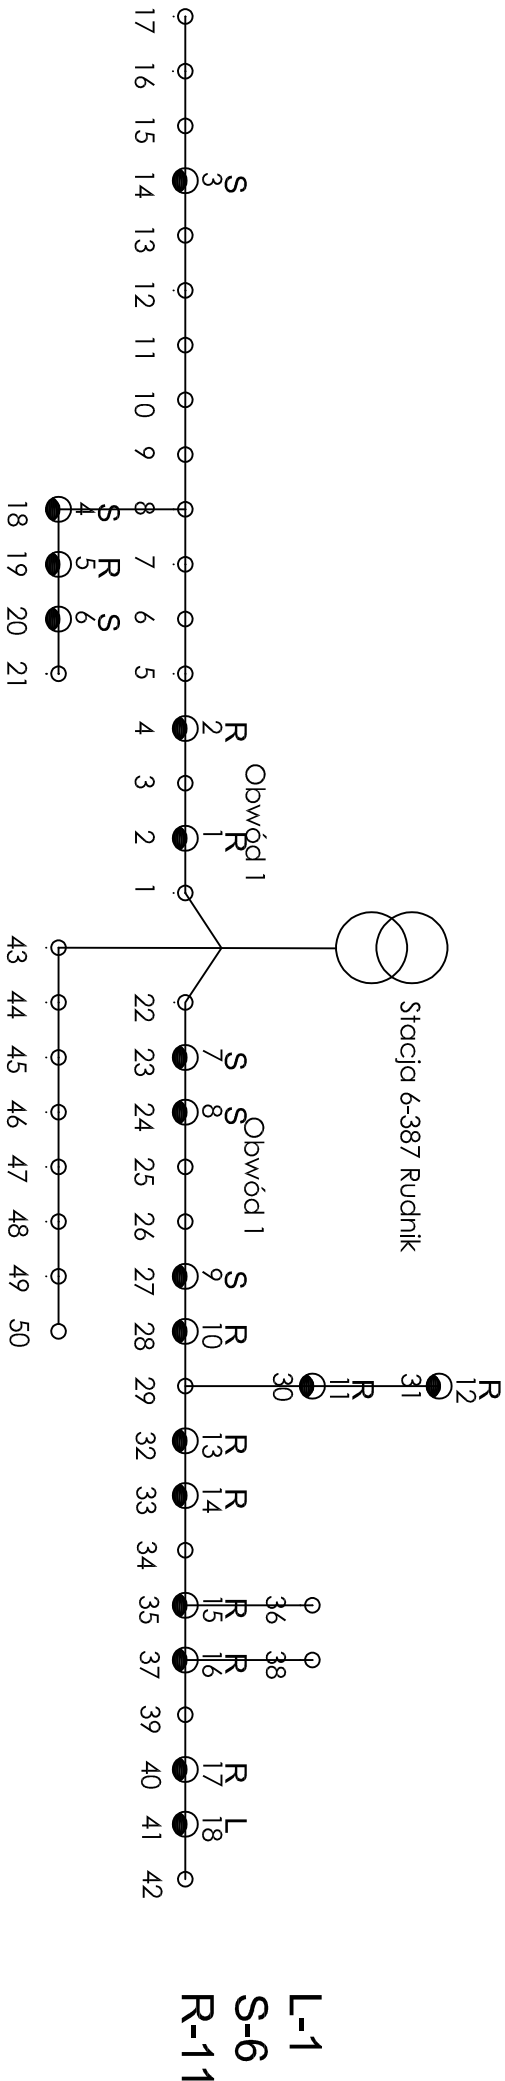 R
12
Stacja 6-387 Rudnik
31
R
11
30
36 38
Obwód 1 Obwód 1
S R R S S S R R R R R R L
3 2 1 7 8 9 10 13 14 15 16 17 18
17 16 15 14 13 12 11 10 9 8 7 6 5 4 3 2 1 22 23 24 25 26 27 28 29 32 33 34 35 37 39 40 41 42
S R S
4 5 6
18 19 20 21 43 44 45 46 47 48 49 50
L-1
S-6
R-11